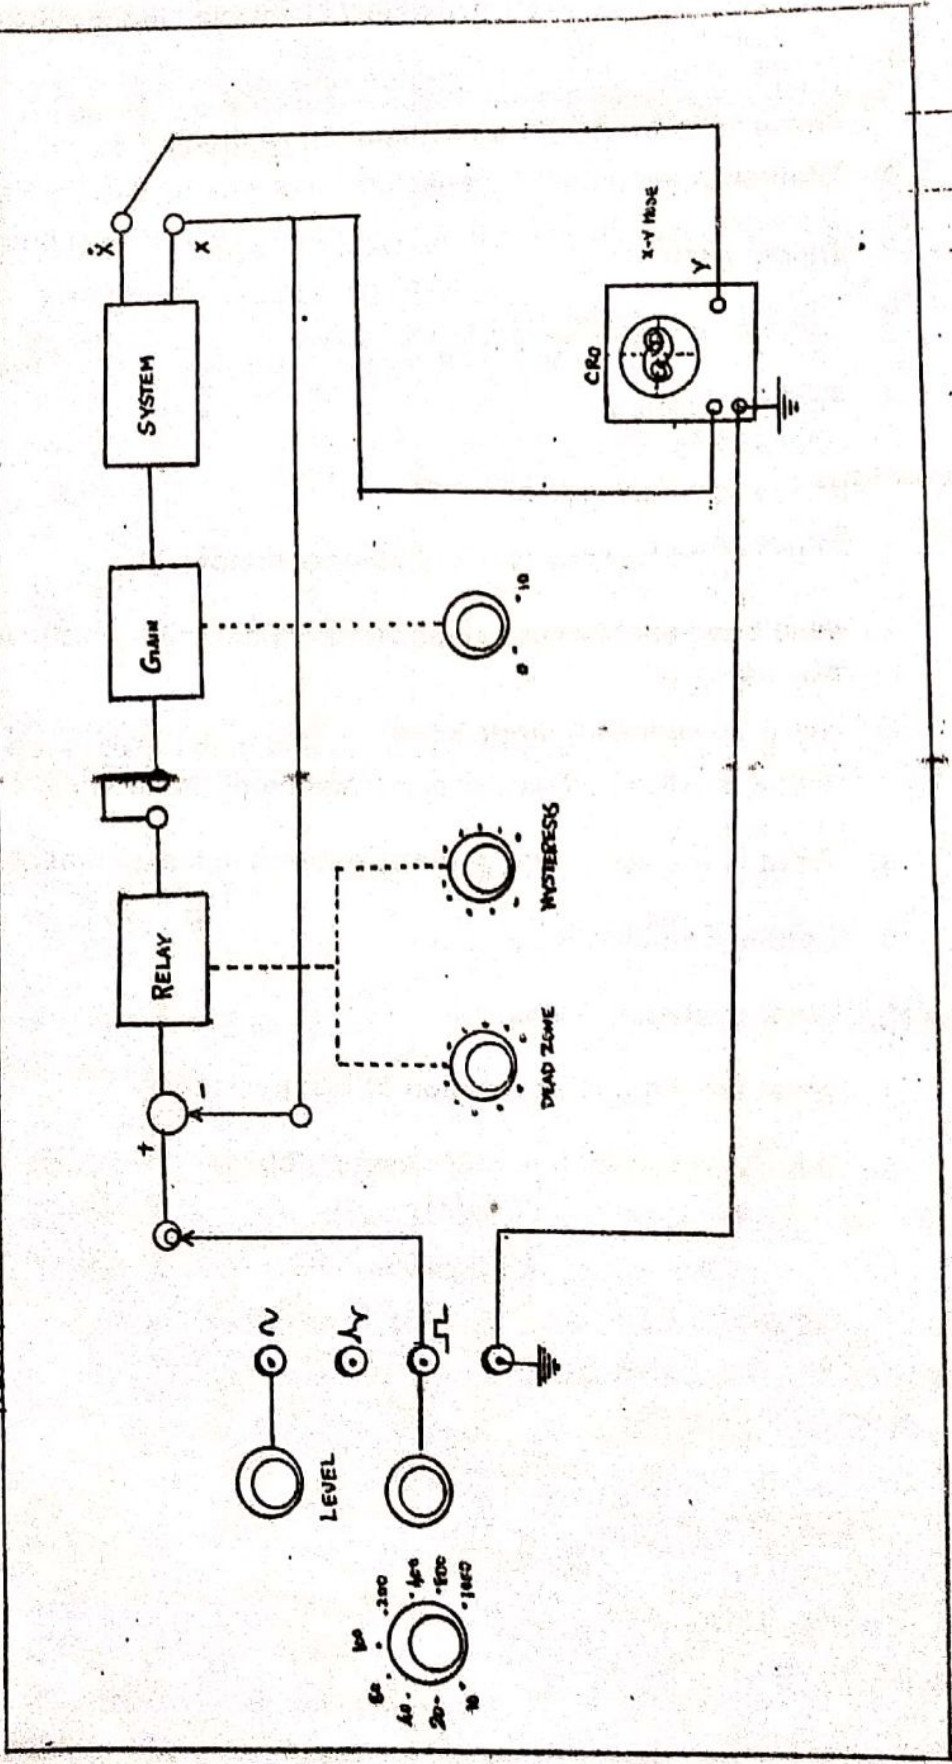 Ẋ
X
SYSTEM
GAIN
RELAY
+
-
X-Y MODE
Y
CRO
0
10
HYSTERESIS
DEAD ZONE
LEVEL
10
20
40
80
100
200
400
800
1000